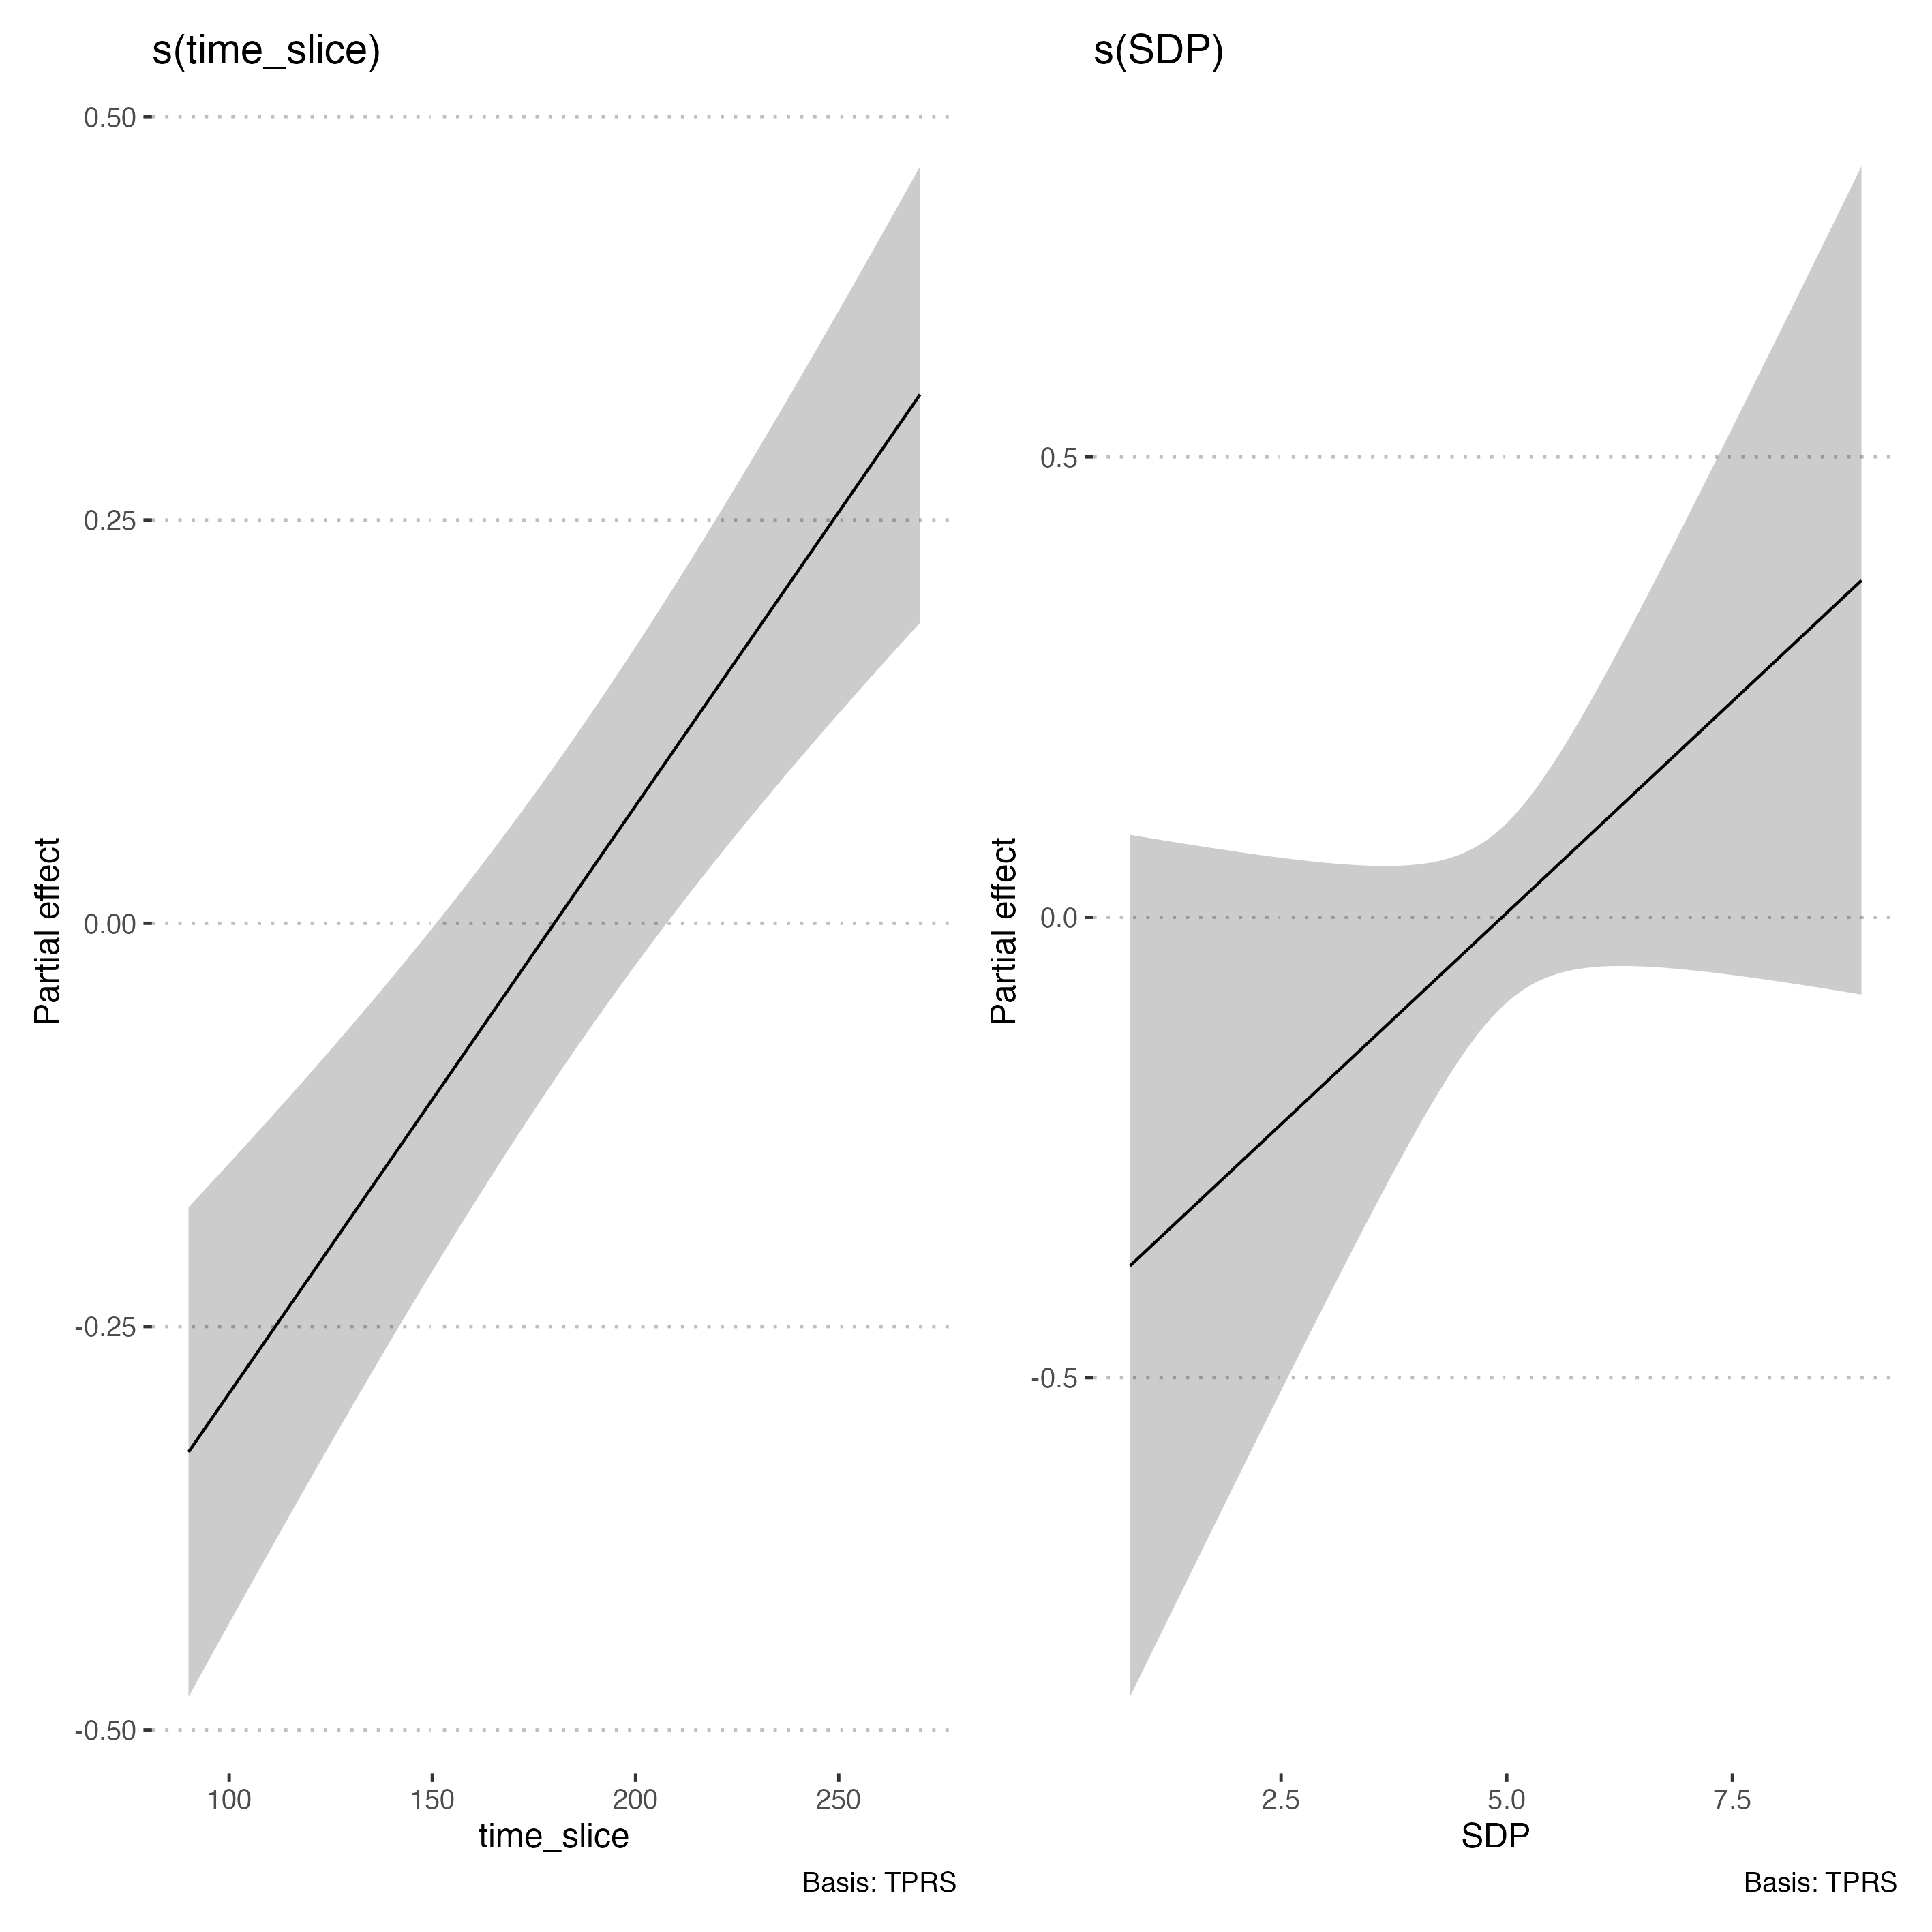 s(time_slice)
0.50
0.25
0.00
-0.25
-0.50
Partial effect
100 150 200 250
time_slice
Basis: TPRS
s(SDP)
0.5
0.0
-0.5
Partial effect
2.5 5.0 7.5
SDP
Basis: TPRS